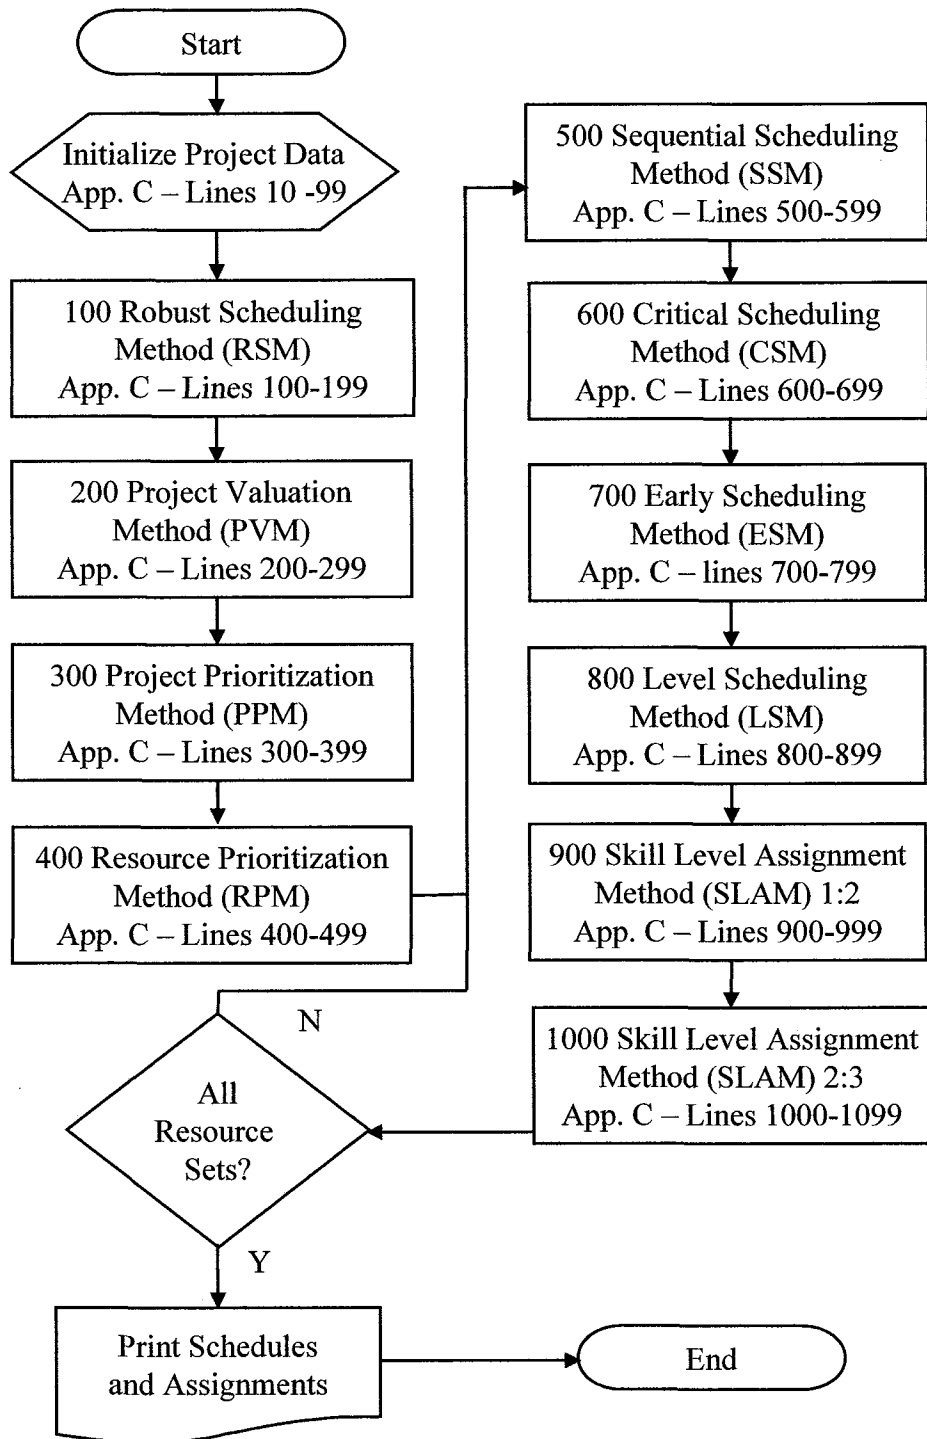 Start
Initialize Project Data
App. C – Lines 10 -99
100 Robust Scheduling
Method (RSM)
App. C – Lines 100-199
200 Project Valuation
Method (PVM)
App. C – Lines 200-299
300 Project Prioritization
Method (PPM)
App. C – Lines 300-399
400 Resource Prioritization
Method (RPM)
App. C – Lines 400-499
500 Sequential Scheduling
Method (SSM)
App. C – Lines 500-599
600 Critical Scheduling
Method (CSM)
App. C – Lines 600-699
700 Early Scheduling
Method (ESM)
App. C – lines 700-799
800 Level Scheduling
Method (LSM)
App. C – Lines 800-899
900 Skill Level Assignment
Method (SLAM) 1:2
App. C – Lines 900-999
1000 Skill Level Assignment
Method (SLAM) 2:3
App. C – Lines 1000-1099
N
All
Resource
Sets?
Y
Print Schedules
and Assignments
End